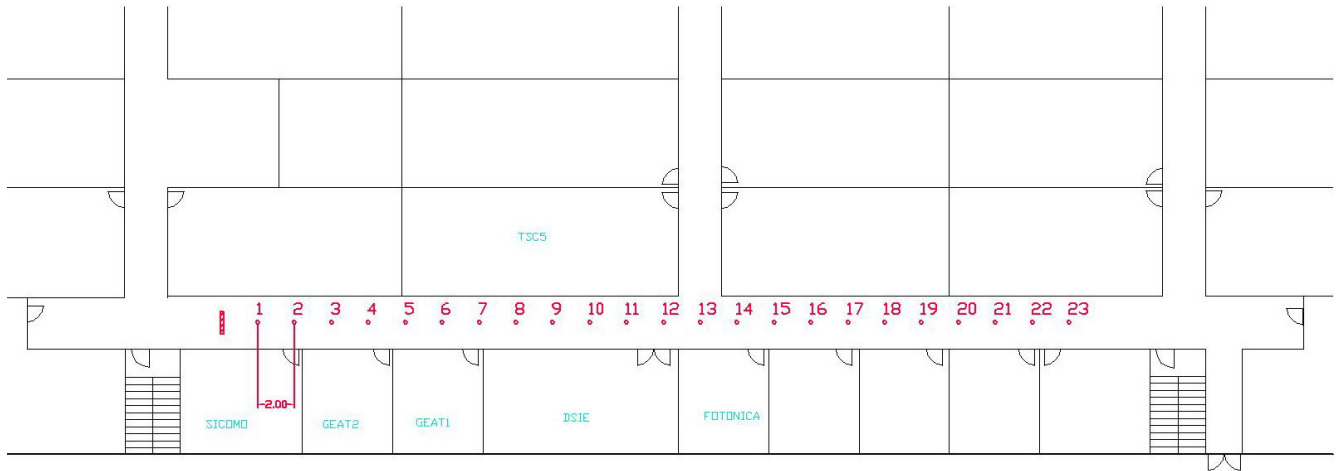 TSC5
1 2 3 4 5 6 7 8 9 10 11 12 13 14 15 16 17 18 19 20 21 22 23
2.00
SICOMO GEAT2 GEAT1 DSIE FOTONICA